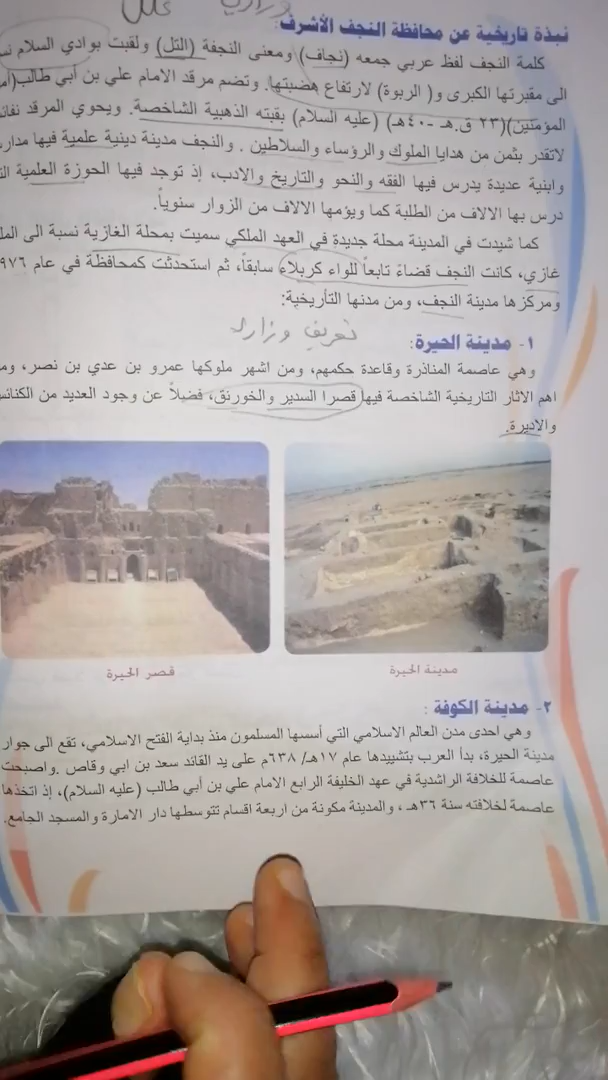 وزاري علل
نبذة تاريخية عن محافظة النجف الأشرف:
كلمة النجف لفظ عربي جمعه (نجاف) ومعنى النجفة (التل) ولقبت بوادي السلام
الى مقبرتها الكبرى و( الربوة) لارتفاع هضبتها. وتضم مرقد الامام علي بن أبي طالب
المؤمنين)(٢٣ ق.هـ -٤٠هـ) (عليه السلام) بقبته الذهبية الشاخصة. ويحوي المرقد
لاتقدر بثمن من هدايا الملوك والرؤساء والسلاطين . والنجف مدينة دينية علمية فيها
وابنية عديدة يدرس فيها الفقه والنحو والتاريخ والادب، إذ توجد فيها الحوزة العلمية
درس بها الالاف من الطلبة كما ويؤمها الالاف من الزوار سنوياً.
كما شيدت في المدينة محلة جديدة في العهد الملكي سميت بمحلة الغازية نسبة الى
غازي، كانت النجف قضاءً تابعاً للواء كربلاء سابقاً، ثم استحدثت كمحافظة في عام
ومركزها مدينة النجف، ومن مدنها التأريخية:
تعريف وزاري
١- مدينة الحيرة:
وهي عاصمة المناذرة وقاعدة حكمهم، ومن اشهر ملوكها عمرو بن عدي بن نصر،
اهم الاثار التاريخية الشاخصة فيها قصرا السدير والخورنق، فضلاً عن وجود العديد من
والاديرة.
مدينة الحيرة
قصر الحيرة
٢- مدينة الكوفة :
وهي احدى مدن العالم الاسلامي التي أسسها المسلمون منذ بداية الفتح الاسلامي، تقع الى جوار
مدينة الحيرة، بدأ العرب بتشييدها عام ١٧هـ/ ٦٣٨م على يد القائد سعد بن ابي وقاص .واصبحت
عاصمة للخلافة الراشدية في عهد الخليفة الرابع الامام علي بن أبي طالب (عليه السلام)، إذ اتخذها
عاصمة لخلافته سنة ٣٦هـ ، والمدينة مكونة من اربعة اقسام تتوسطها دار الامارة والمسجد الجامع.